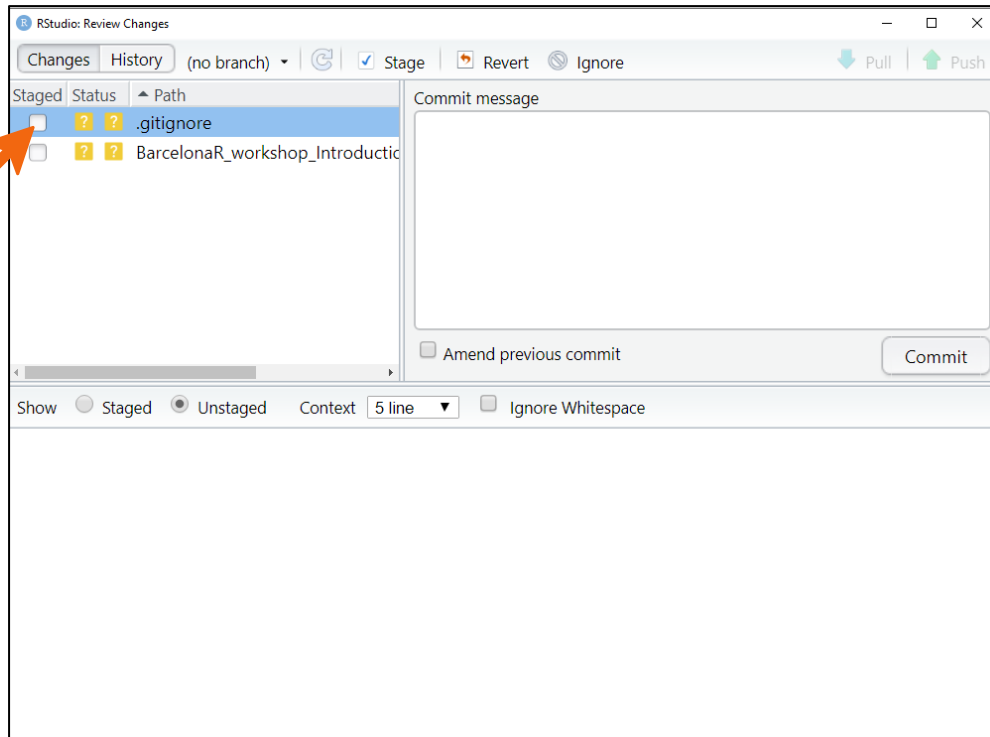 R RStudio: Review Changes
Changes History (no branch) Stage Revert Ignore Pull Push
Staged Status Path Commit message
? ? .gitignore
? ? BarcelonaR_workshop_Introductic
Amend previous commit Commit
Show Staged Unstaged Context 5 line Ignore Whitespace